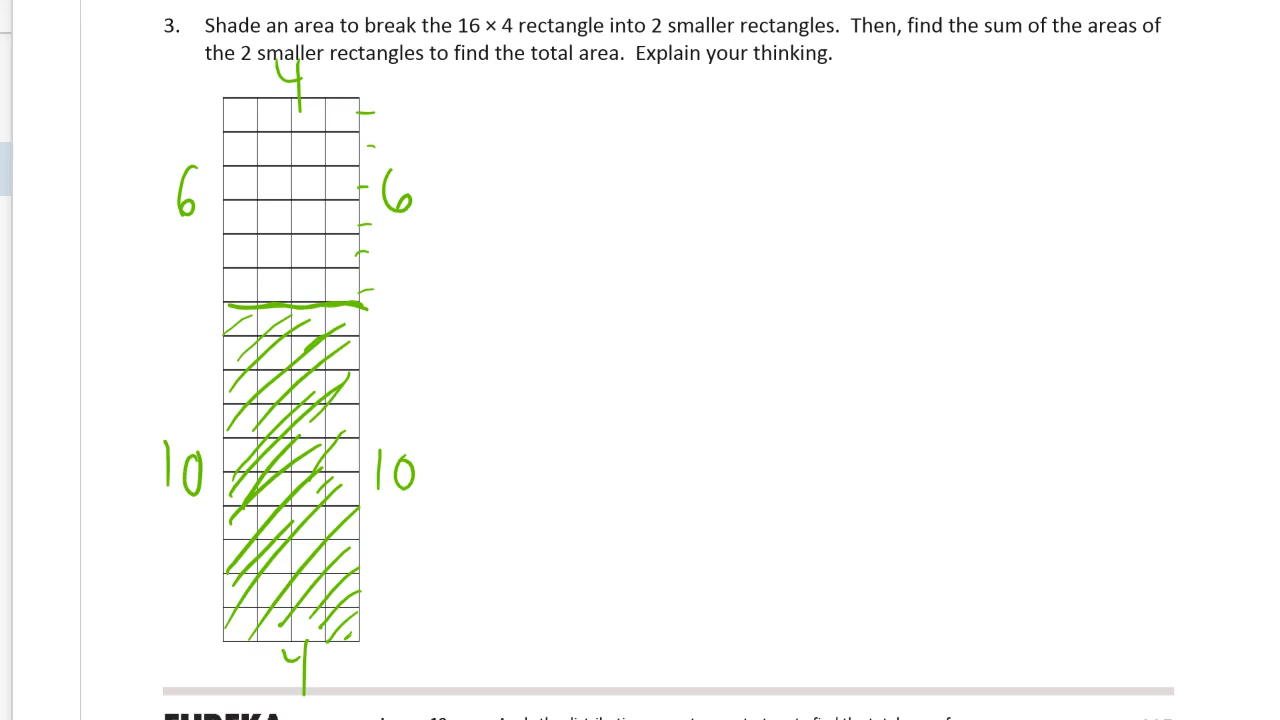 3. Shade an area to break the 16 × 4 rectangle into 2 smaller rectangles. Then, find the sum of the areas of
the 2 smaller rectangles to find the total area. Explain your thinking.
4
6 6
10 10
4
EUREKA